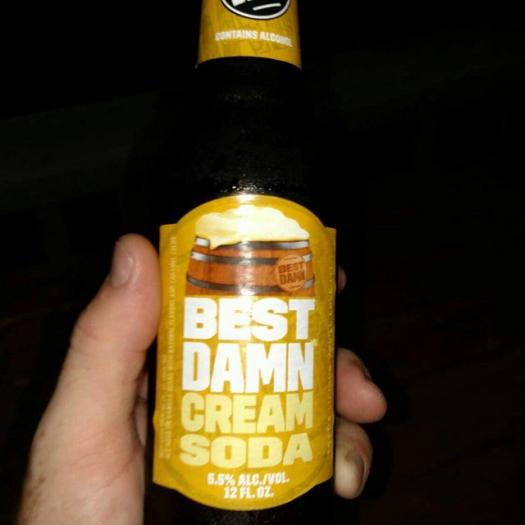 CONTAINS ALCOHOL
BEST
DAMN
BEST
DAMN
CREAM
SODA
5.5% ALC./VOL.
12 FL. OZ.